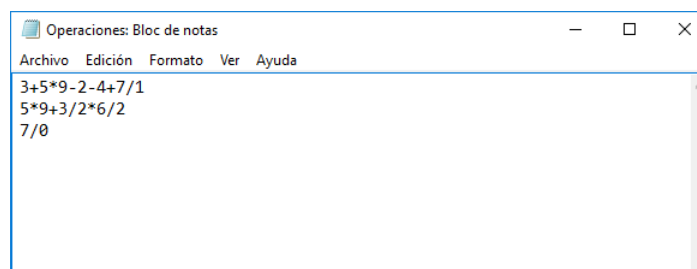 Operaciones: Bloc de notas
Archivo Edición Formato Ver Ayuda
3+5*9-2-4+7/1
5*9+3/2*6/2
7/0